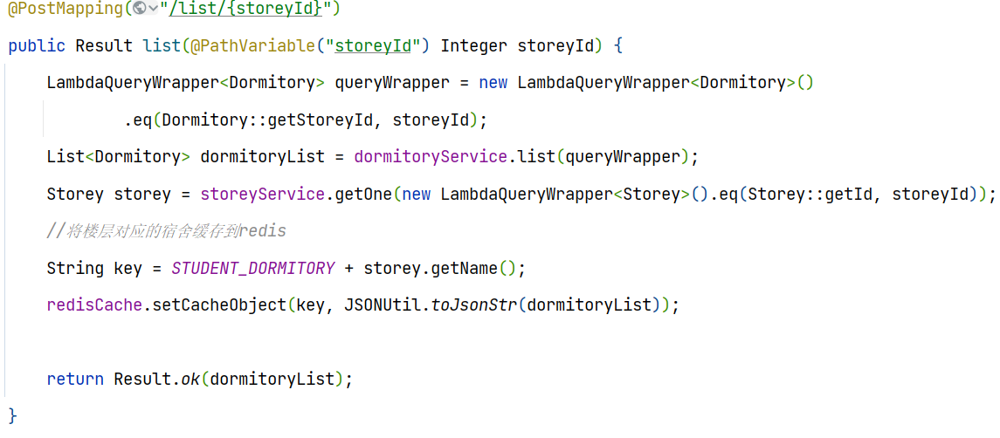 @PostMapping("/list/{storeyId}")
public Result list(@PathVariable("storeyId") Integer storeyId) {
LambdaQueryWrapper<Dormitory> queryWrapper = new LambdaQueryWrapper<Dormitory>()
.eq(Dormitory::getStoreyId, storeyId);
List<Dormitory> dormitoryList = dormitoryService.list(queryWrapper);
Storey storey = storeyService.getOne(new LambdaQueryWrapper<Storey>().eq(Storey::getId, storeyId));
//将楼层对应的宿舍缓存到redis
String key = STUDENT_DORMITORY + storey.getName();
redisCache.setCacheObject(key, JSONUtil.toJsonStr(dormitoryList));
return Result.ok(dormitoryList);
}